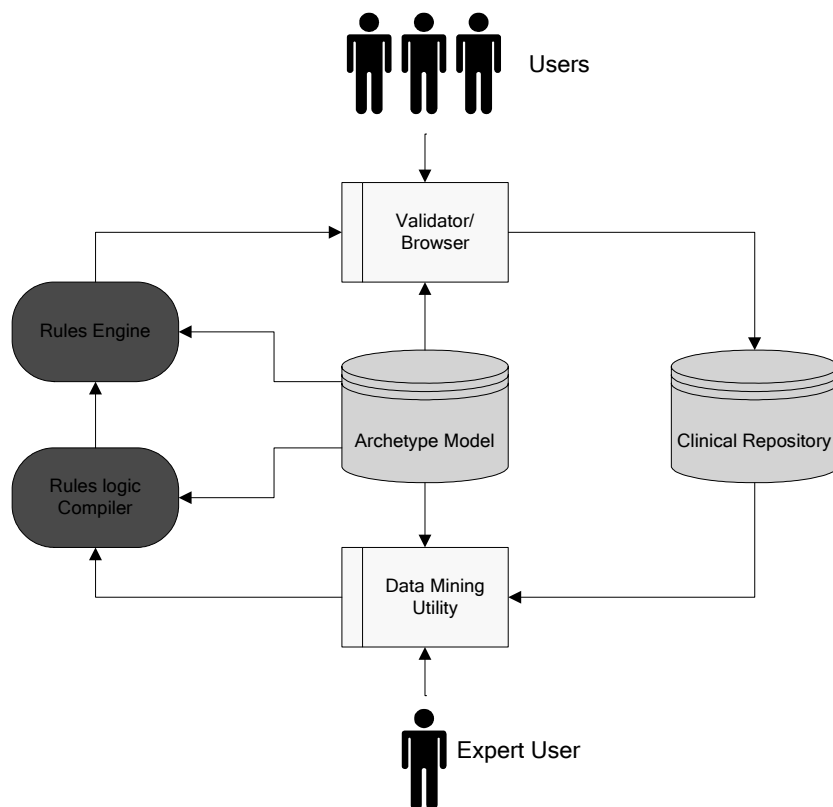 Users
Validator/
Browser
Rules Engine
Archetype Model
Clinical Repository
Rules logic
Compiler
Data Mining
Utility
Expert User